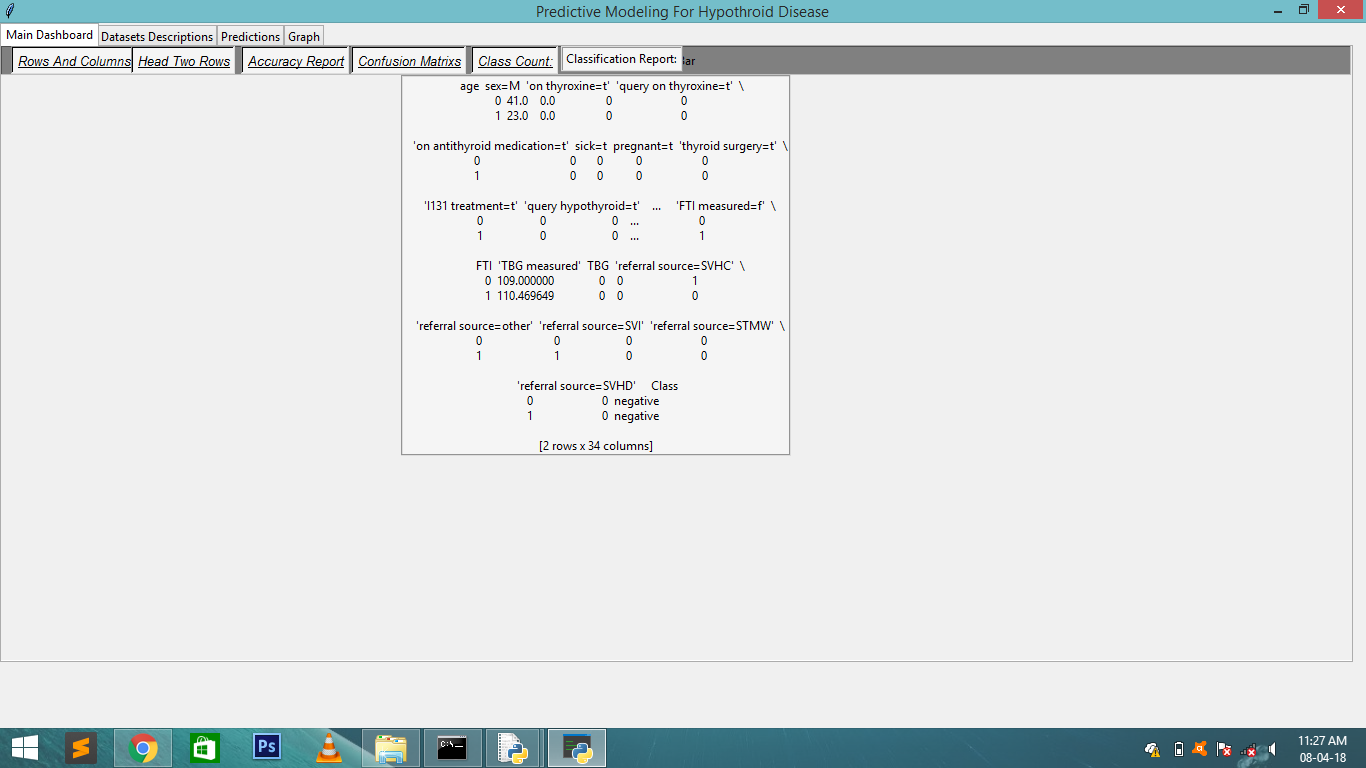 Predictive Modeling For Hypothroid Disease
Main Dashboard Datasets Descriptions Predictions Graph
Rows And Columns Head Two Rows Accuracy Report Confusion Matrixs Class Count: Classification Report: ar
age sex=M 'on thyroxine=t' 'query on thyroxine=t' \
0 41.0 0.0 0 0
1 23.0 0.0 0 0
'on antithyroid medication=t' sick=t pregnant=t 'thyroid surgery=t' \
0 0 0 0 0
1 0 0 0 0
'I131 treatment=t' 'query hypothyroid=t' ... 'FTI measured=f' \
0 0 0 ... 0
1 0 0 ... 1
FTI 'TBG measured' TBG 'referral source=SVHC' \
0 109.000000 0 0 1
1 110.469649 0 0 0
'referral source=other' 'referral source=SVI' 'referral source=STMW' \
0 0 0 0
1 1 0 0
'referral source=SVHD' Class
0 0 negative
1 0 negative
[2 rows x 34 columns]
Ps
C:\
11:27 AM
08-04-18